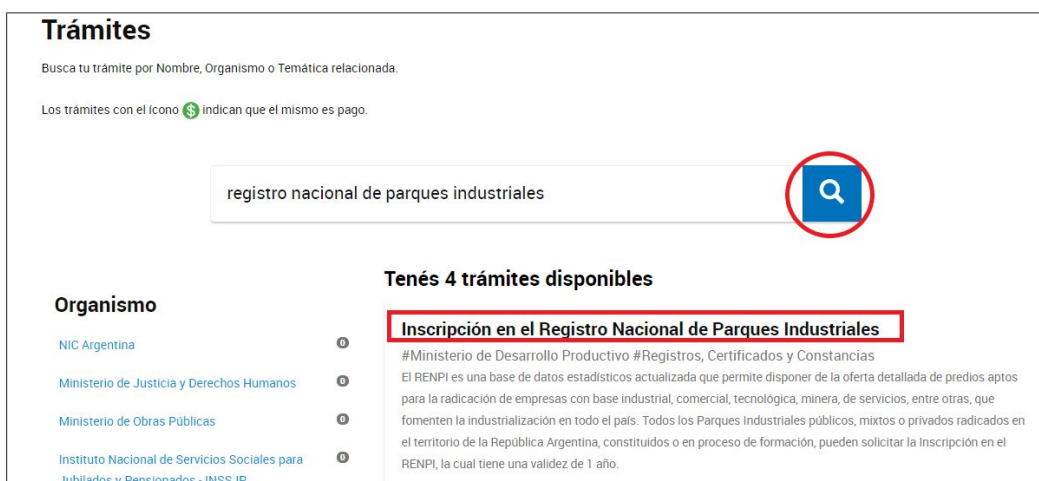 Trámites
Busca tu trámite por Nombre, Organismo o Temática relacionada.
Los trámites con el ícono $ indican que el mismo es pago.
registro nacional de parques industriales
Tenés 4 trámites disponibles
Organismo
NIC Argentina 0
Ministerio de Justicia y Derechos Humanos 0
Ministerio de Obras Públicas 0
Instituto Nacional de Servicios Sociales para 0
Jubilados y Pensionados - INSSJP
Inscripción en el Registro Nacional de Parques Industriales
#Ministerio de Desarrollo Productivo #Registros, Certificados y Constancias
El RENPI es una base de datos estadísticos actualizada que permite disponer de la oferta detallada de predios aptos
para la radicación de empresas con base industrial, comercial, tecnológica, minera, de servicios, entre otras, que
fomenten la industrialización en todo el país. Todos los Parques Industriales públicos, mixtos o privados radicados en
el territorio de la República Argentina, constituidos o en proceso de formación, pueden solicitar la Inscripción en el
RENPI, la cual tiene una validez de 1 año.